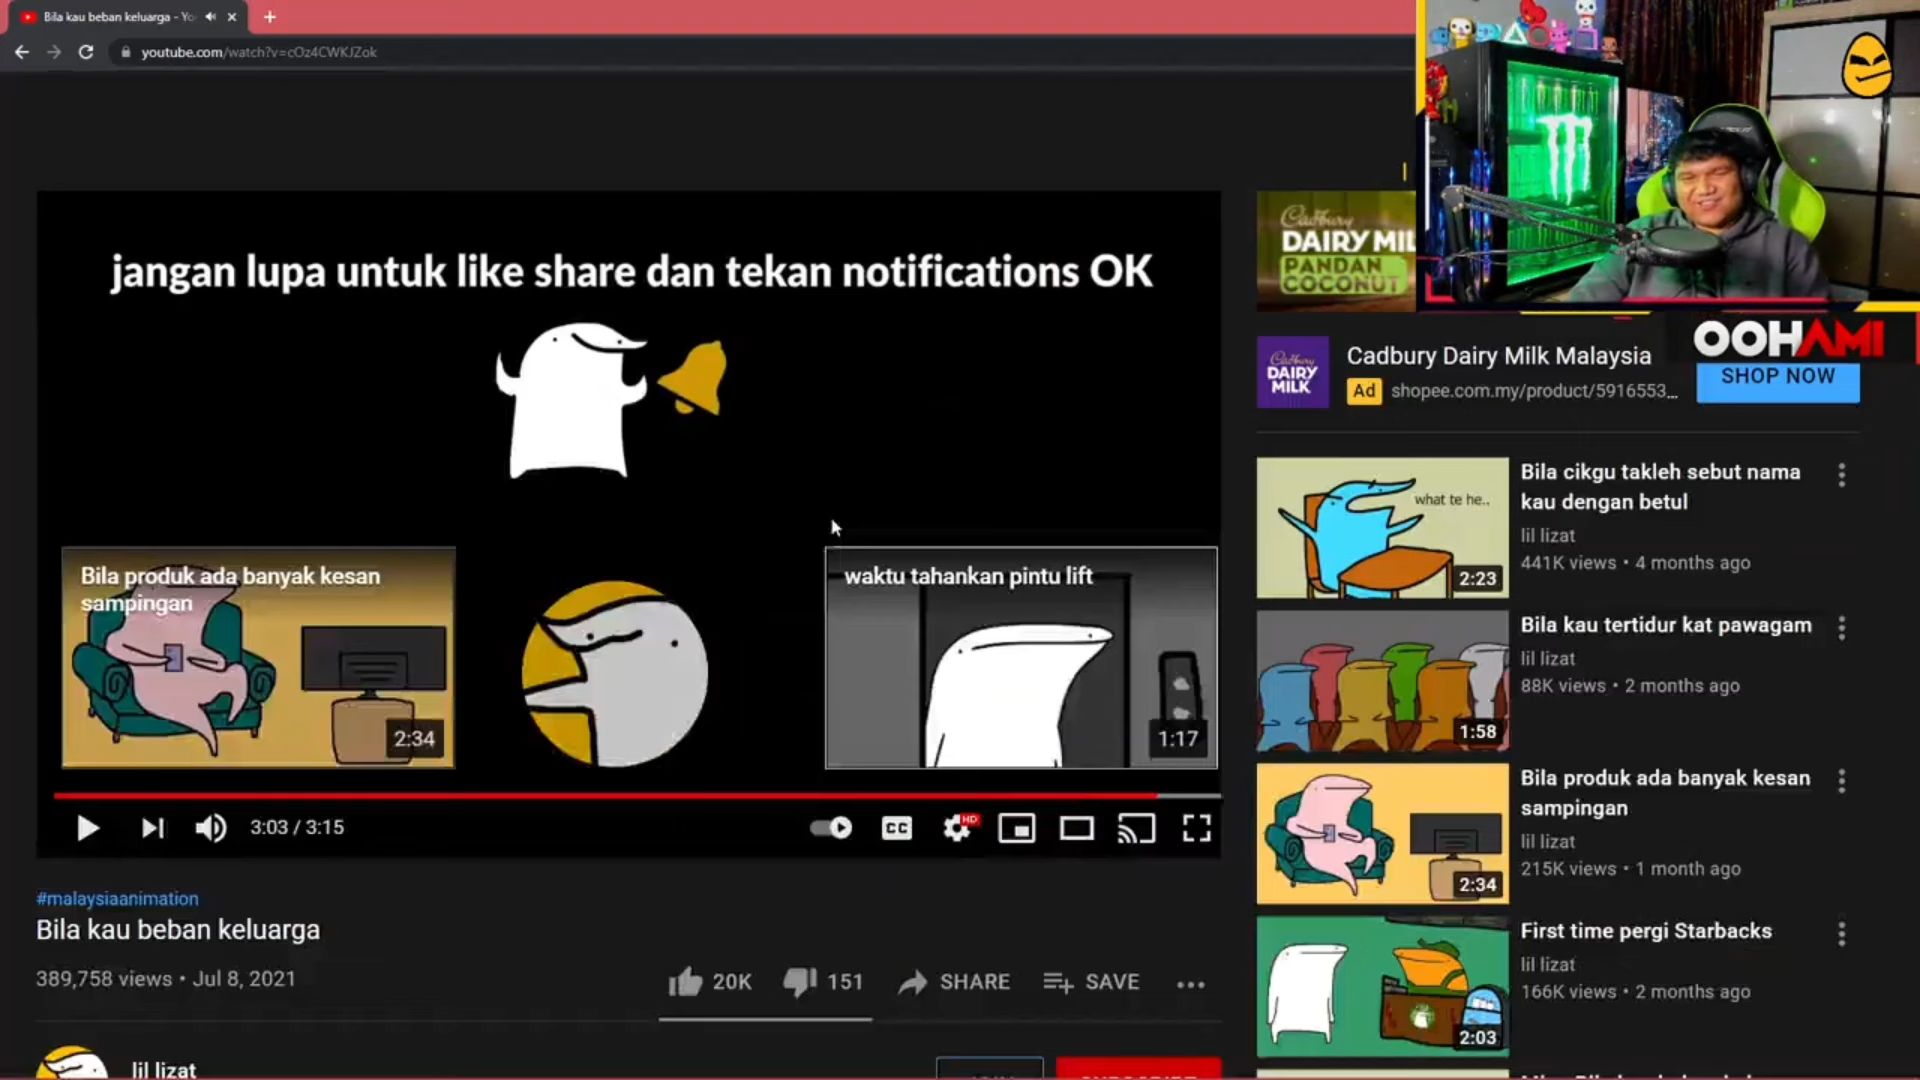 Bila kau beban keluarga - Yo
youtube.com/watch?v=cOz4CWKJZok
jangan lupa untuk like share dan tekan notifications OK
Bila produk ada banyak kesan
sampingan
2:34
waktu tahankan pintu lift
1:17
3:03 / 3:15
CC
HD
#malaysiaanimation
Bila kau beban keluarga
389,758 views • Jul 8, 2021
20K
151
SHARE
SAVE
lil lizat
Cadbury
DAIRY MIL
PANDAN
COCONUT
OOHAMI
Cadbury
DAIRY
MILK
Cadbury Dairy Milk Malaysia
Ad
shopee.com.my/product/5916553...
SHOP NOW
what te he..
2:23
Bila cikgu takleh sebut nama
kau dengan betul
lil lizat
441K views • 4 months ago
1:58
Bila kau tertidur kat pawagam
lil lizat
88K views • 2 months ago
2:34
Bila produk ada banyak kesan
sampingan
lil lizat
215K views • 1 month ago
2:03
First time pergi Starbacks
lil lizat
166K views • 2 months ago